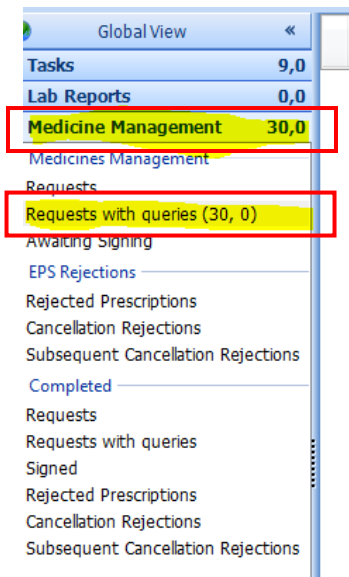 Global View «
Tasks 9,0
Lab Reports 0,0
Medicine Management 30,0
Medicines Management
Requests
Requests with queries (30, 0)
Awaiting Signing
EPS Rejections
Rejected Prescriptions
Cancellation Rejections
Subsequent Cancellation Rejections
Completed
Requests
Requests with queries
Signed
Rejected Prescriptions
Cancellation Rejections
Subsequent Cancellation Rejections